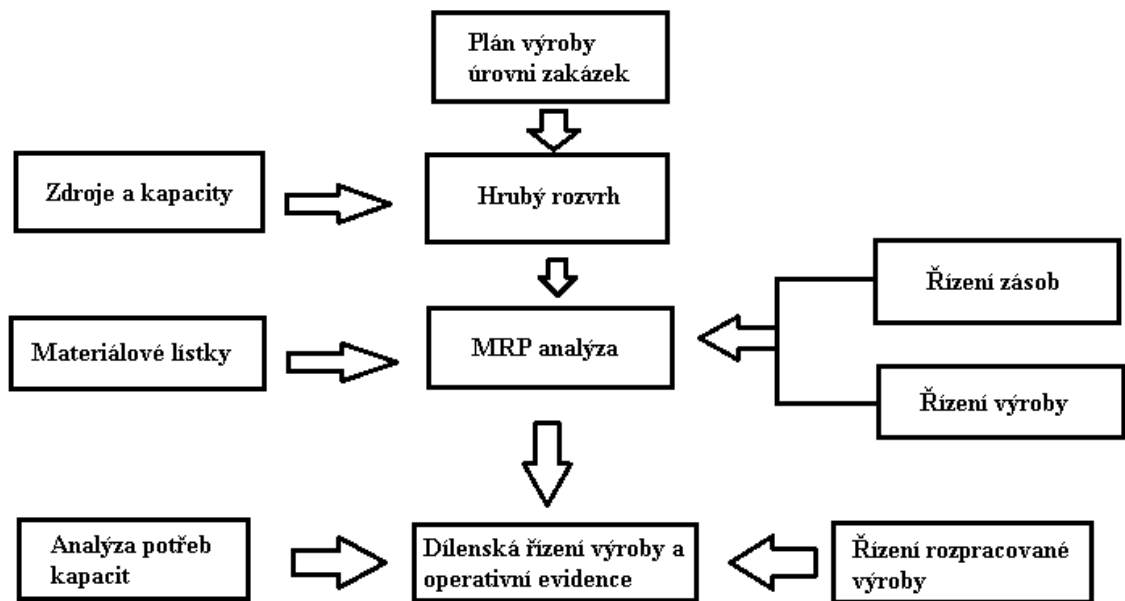 Plán výroby
úrovni zakázek
Zdroje a kapacity
Hrubý rozvrh
Řízení zásob
Materiálové lístky
MRP analýza
Řízení výroby
Analýza potřeb
kapacit
Dílenská řízení výroby a
operativní evidence
Řízení rozpracované
výroby